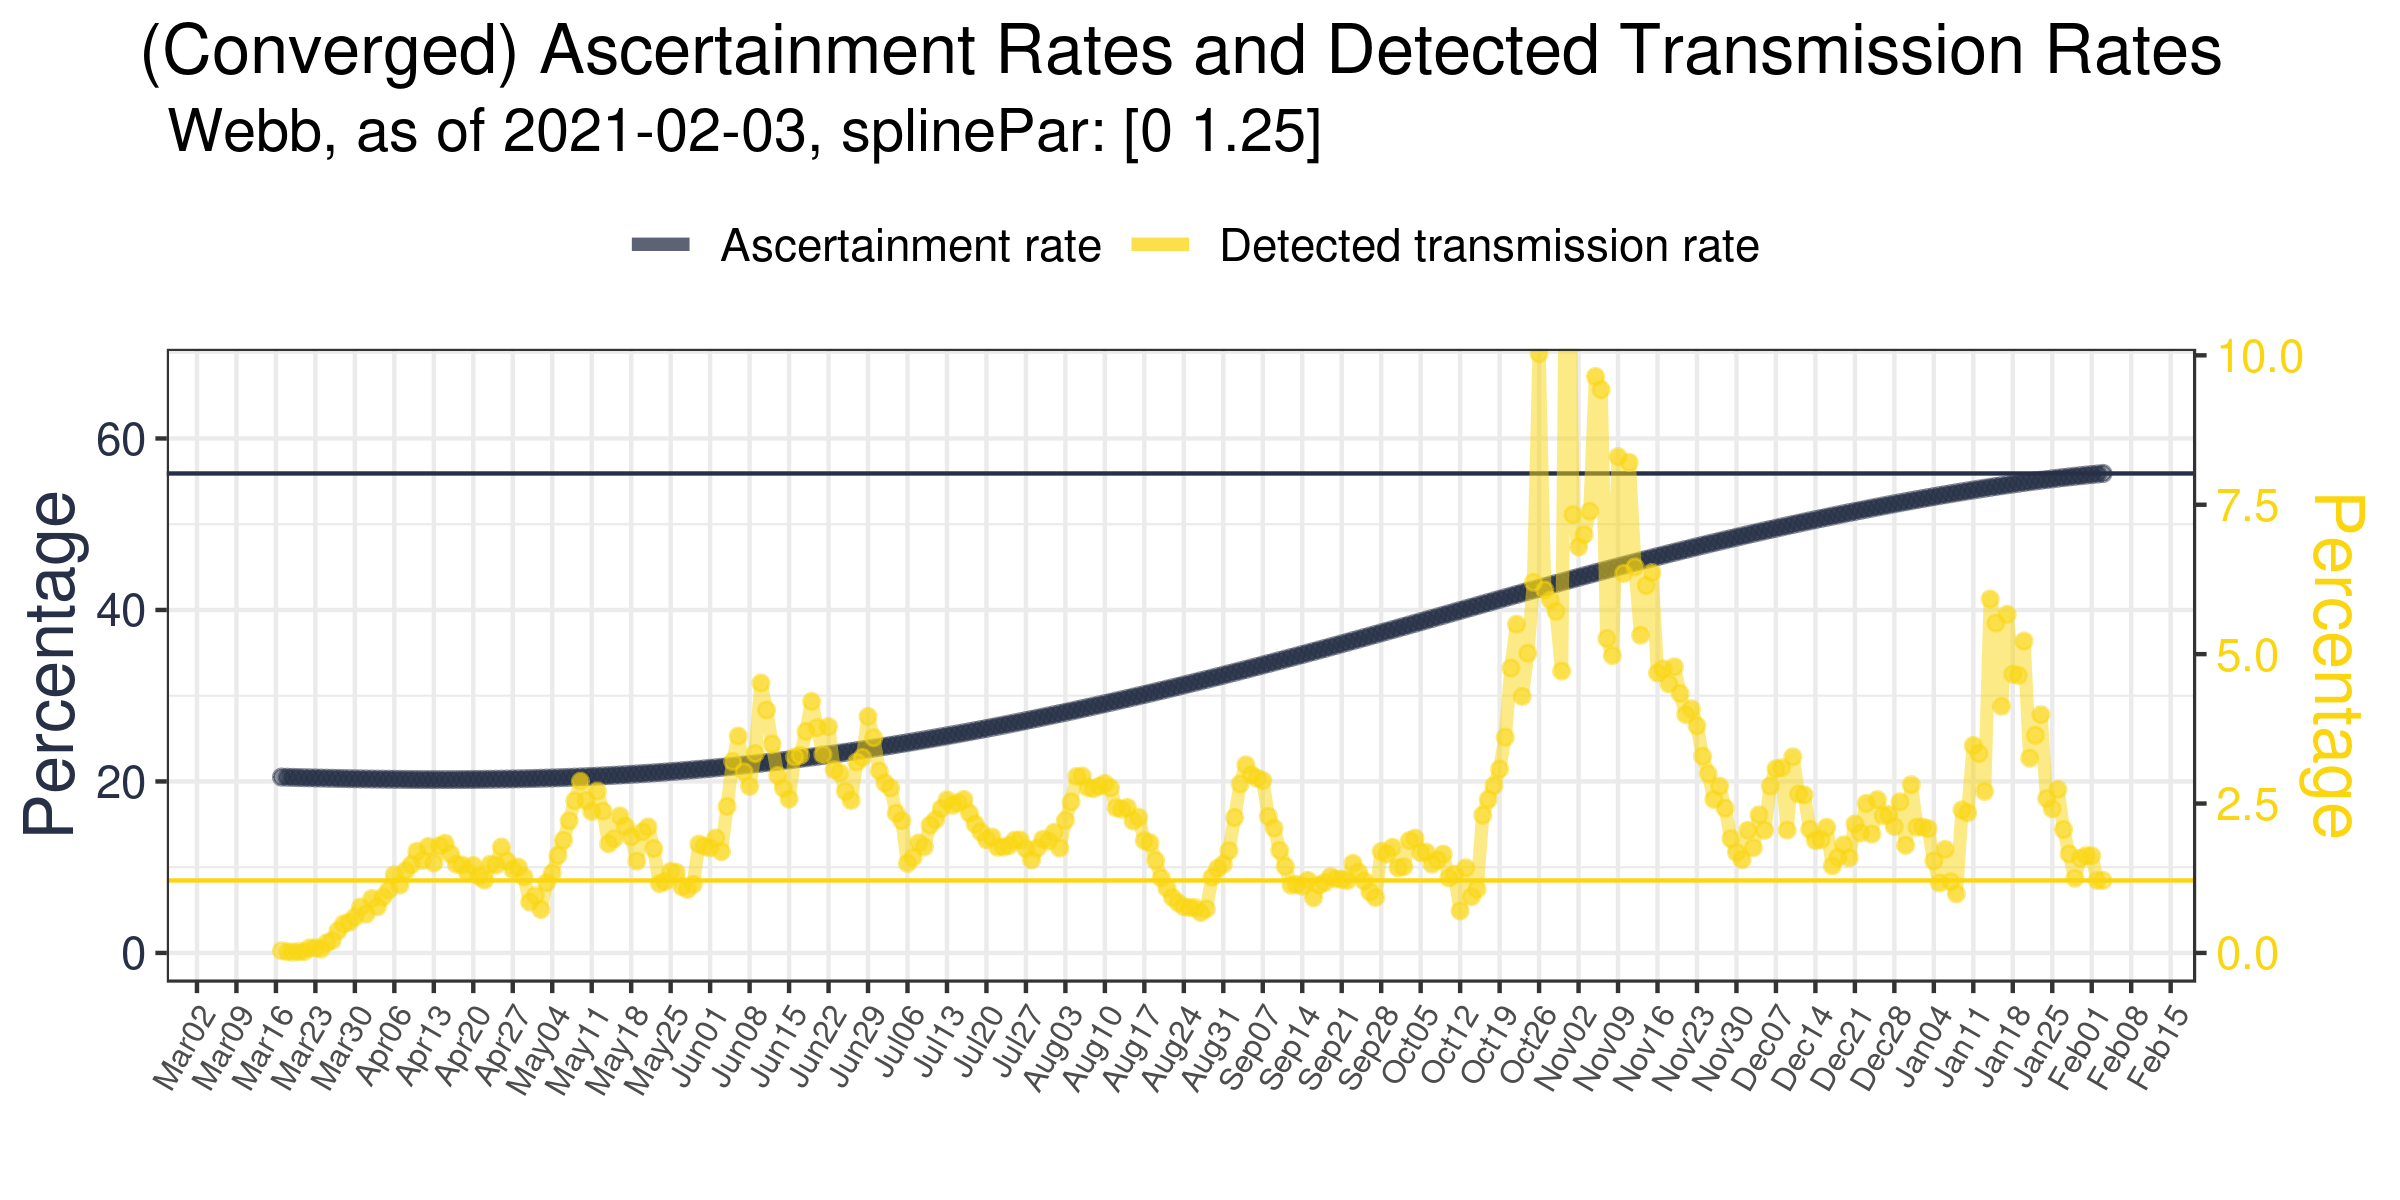 (Converged) Ascertainment Rates and Detected Transmission Rates
Webb, as of 2021-02-03, splinePar: [0 1.25]
Ascertainment rate
Detected transmission rate
Percentage
60
40
20
0
10.0
7.5
5.0
2.5
0.0
Percentage
Mar02
Mar09
Mar16
Mar23
Mar30
Apr06
Apr13
Apr20
Apr27
May04
May11
May18
May25
Jun01
Jun08
Jun15
Jun22
Jun29
Jul06
Jul13
Jul20
Jul27
Aug03
Aug10
Aug17
Aug24
Aug31
Sep07
Sep14
Sep21
Sep28
Oct05
Oct12
Oct19
Oct26
Nov02
Nov09
Nov16
Nov23
Nov30
Dec07
Dec14
Dec21
Dec28
Jan04
Jan11
Jan18
Jan25
Feb01
Feb08
Feb15